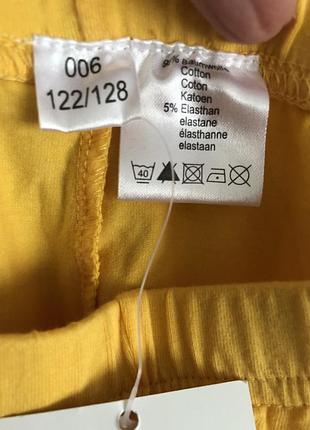 006
122/128
Cotton
Coton
Katoen
5% Elasthan
elastane
élasthanne
elastaan
40